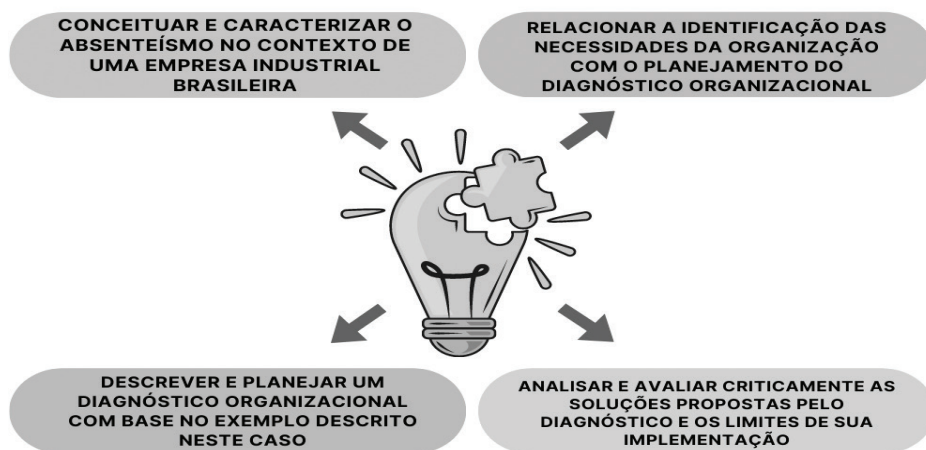 CONCEITUAR E CARACTERIZAR O
ABSENTEÍSMO NO CONTEXTO DE
UMA EMPRESA INDUSTRIAL
BRASILEIRA
RELACIONAR A IDENTIFICAÇÃO DAS
NECESSIDADES DA ORGANIZAÇÃO
COM O PLANEJAMENTO DO
DIAGNÓSTICO ORGANIZACIONAL
DESCREVER E PLANEJAR UM
DIAGNÓSTICO ORGANIZACIONAL
COM BASE NO EXEMPLO DESCRITO
NESTE CASO
ANALISAR E AVALIAR CRITICAMENTE AS
SOLUÇÕES PROPOSTAS PELO
DIAGNÓSTICO E OS LIMITES DE SUA
IMPLEMENTAÇÃO